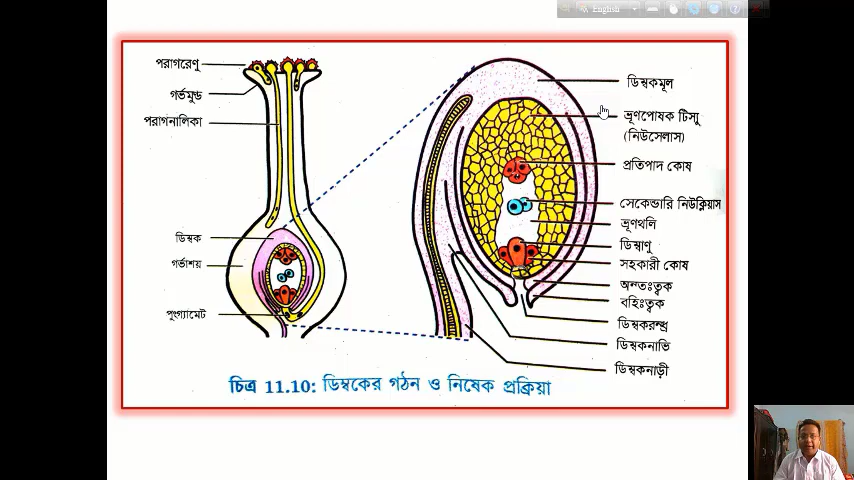 English
পরাগরেণু
গর্ভমুন্ড
পরাগনালিকা
ডিম্বক
গর্ভাশয়
পুংগ্যামেট
ডিম্বকমূল
ভ্রূণপোষক টিস্যু
(নিউসেলাস)
প্রতিপাদ কোষ
সেকেন্ডারি নিউক্লিয়াস
ভ্রূণথলি
ডিম্বাণু
সহকারী কোষ
অন্তঃত্বক
বহিঃত্বক
ডিম্বকরন্ধ্র
ডিম্বকনাভি
ডিম্বকনাড়ী
চিত্র 11.10: ডিম্বকের গঠন ও নিষেক প্রক্রিয়া